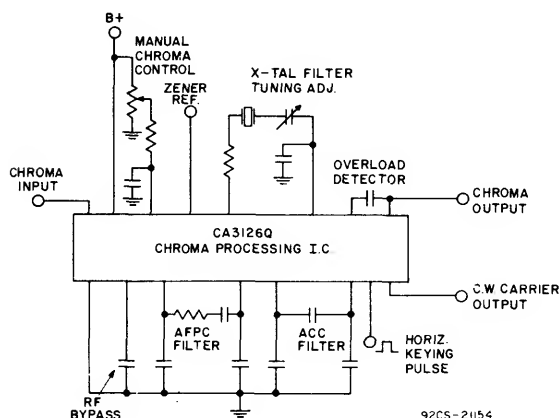 B+
MANUAL
CHROMA
CONTROL
ZENER
REF.
X-TAL FILTER
TUNING ADJ.
OVERLOAD
DETECTOR
CHROMA
INPUT
CHROMA
OUTPUT
CA3126Q
CHROMA PROCESSING I.C.
C.W CARRIER
OUTPUT
AFPC
FILTER
ACC
FILTER
HORIZ.
KEYING
PULSE
RF
BYPASS
92CS-21154